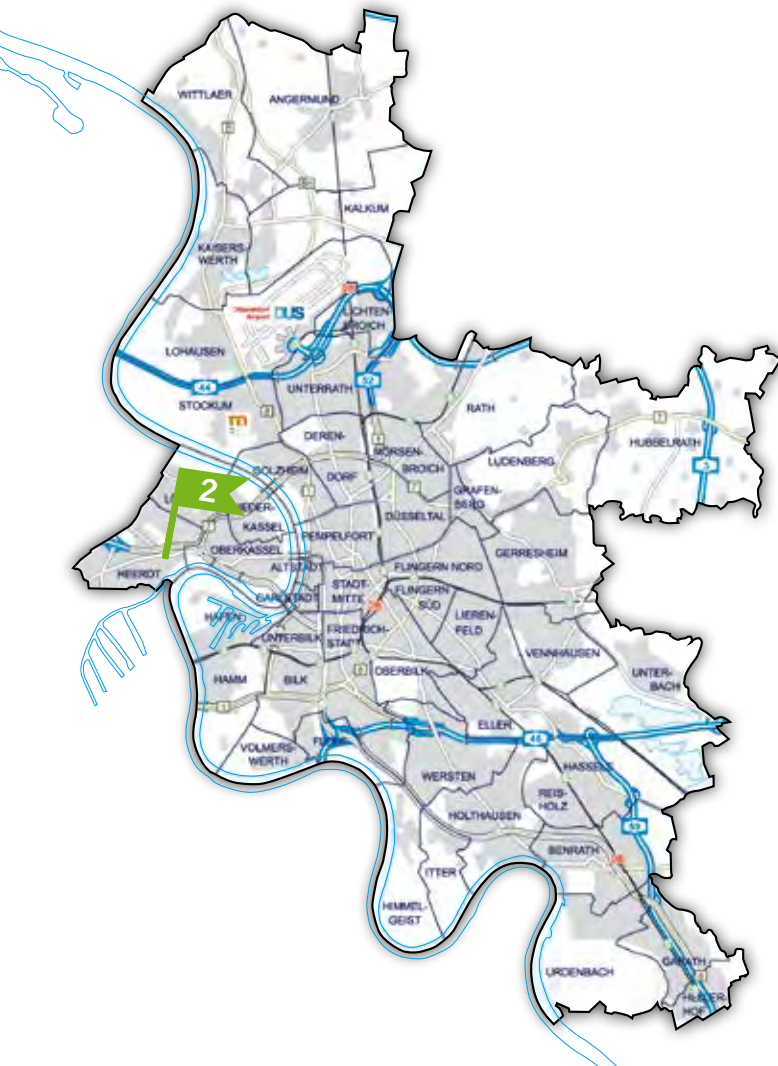 WITTLAER
ANGERMUND
KALKUM
KAISERS-
WERTH
DUS
LICHTEN-
BROICH
LOHAUSEN
44
52
STOCKUM
UNTERRATH
RATH
DEREN-
DORF
MÖRSEN-
BROICH
GOLZHEIM
LUDENBERG
HUBBELRATH
3
2
GRAFEN-
BERG
DÜSSELTAL
KASSEL
PEMPELFORT
OBERKASSEL
ALTSTADT
HEERDT
GERRESHEIM
FLINGERN NORD
FLINGERN
SÜD
STADT-
MITTE
HAFEN
UNTERBILK
FRIEDRICH-
STADT
LIEREN-
FELD
VENNHAUSEN
UNTER-
BACH
HAMM
BILK
OBERBILK
ELLER
46
VOLMERS-
WERTH
WERSTEN
HASSELS
REIS-
HOLZ
HOLTHAUSEN
59
BENRATH
ITTER
HIMMEL-
GEIST
URDENBACH
GARATH
HOF